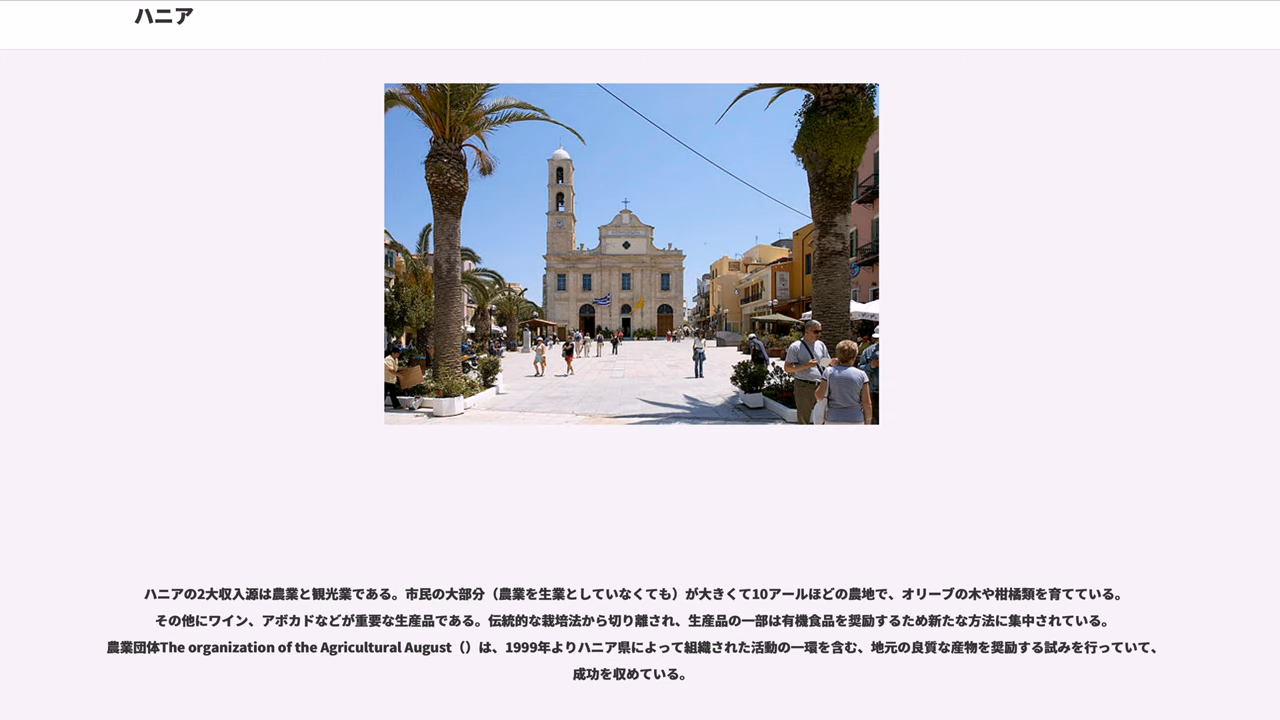 ハニア
ハニアの2大収入源は農業と観光業である。市民の大部分（農業を生業としていなくても）が大きくて10アールほどの農地で、オリーブの木や柑橘類を育てている。
その他にワイン、アボカドなどが重要な生産品である。伝統的な栽培法から切り離され、生産品の一部は有機食品を奨励するため新たな方法に集中されている。
農業団体The organization of the Agricultural August（）は、1999年よりハニア県によって組織された活動の一環を含む、地元の良質な産物を奨励する試みを行っていて、
成功を収めている。